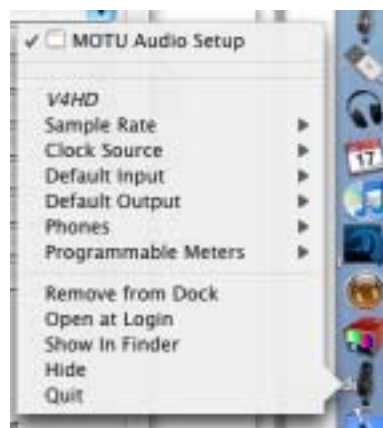 ✓ MOTU Audio Setup
V4HD
Sample Rate
Clock Source
Default Input
Default Output
Phones
Programmable Meters
Remove from Dock
Open at Login
Show In Finder
Hide
Quit
17